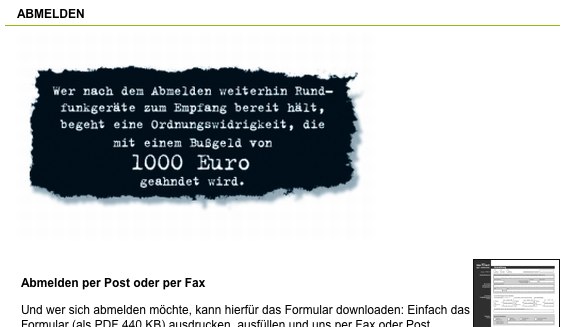 ABMELDEN
Wer nach dem Abmelden weiterhin Rund-
funkgeräte zum Empfang bereit hält,
begeht eine Ordnungswidrigkeit, die
mit einem Bußgeld von
1000 Euro
geahndet wird.
Abmelden per Post oder per Fax
Und wer sich abmelden möchte, kann hierfür das Formular downloaden: Einfach das
Formular (als PDF 440 KB) ausdrucken, ausfüllen und uns per Fax oder Post